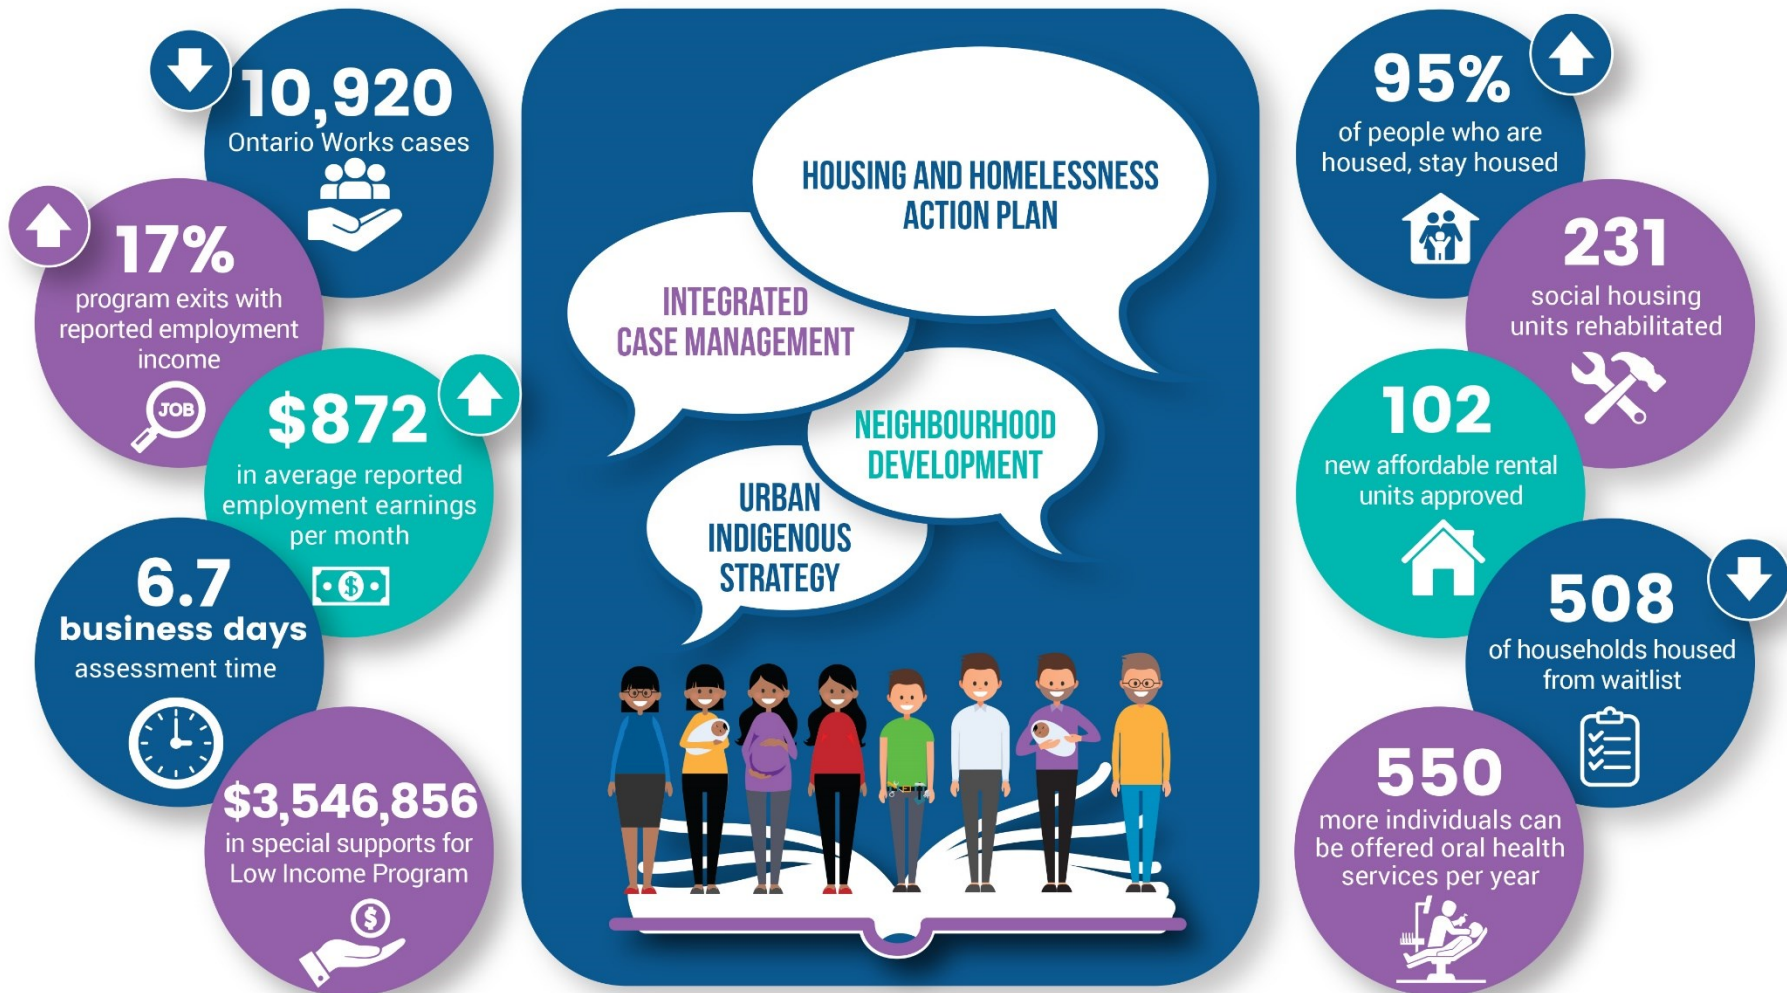 10,920
Ontario Works cases
17%
program exits with
reported employment
income
JOB
$872
in average reported
employment earnings
per month
$
6.7
business days
assessment time
$3,546,856
in special supports for
Low Income Program
$
HOUSING AND HOMELESSNESS
ACTION PLAN
INTEGRATED
CASE MANAGEMENT
NEIGHBOURHOOD
DEVELOPMENT
URBAN
INDIGENOUS
STRATEGY
95%
of people who are
housed, stay housed
231
social housing
units rehabilitated
102
new affordable rental
units approved
508
of households housed
from waitlist
550
more individuals can
be offered oral health
services per year